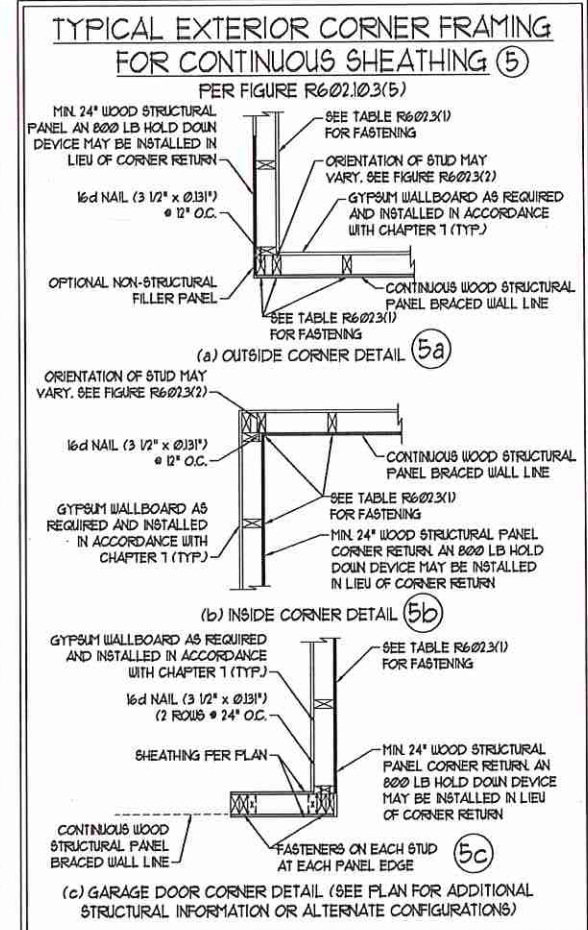 TYPICAL EXTERIOR CORNER FRAMING
FOR CONTINUOUS SHEATHING 5
PER FIGURE R602.10.3(5)
MIN. 24" WOOD STRUCTURAL
PANEL AN 800 LB HOLD DOWN
DEVICE MAY BE INSTALLED IN
LIEU OF CORNER RETURN
16d NAIL (3 1/2" x 0.131")
@ 12" O.C.
OPTIONAL NON-STRUCTURAL
FILLER PANEL
SEE TABLE R602.3(1)
FOR FASTENING
ORIENTATION OF STUD MAY
VARY. SEE FIGURE R602.3(2)
GYPSUM WALLBOARD AS REQUIRED
AND INSTALLED IN ACCORDANCE
WITH CHAPTER 7 (TYP.)
CONTINUOUS WOOD STRUCTURAL
PANEL BRACED WALL LINE
SEE TABLE R602.3(1)
FOR FASTENING
(a) OUTSIDE CORNER DETAIL 5a
ORIENTATION OF STUD MAY
VARY. SEE FIGURE R602.3(2)
16d NAIL (3 1/2" x 0.131")
@ 12" O.C.
GYPSUM WALLBOARD AS
REQUIRED AND INSTALLED
IN ACCORDANCE WITH
CHAPTER 7 (TYP.)
CONTINUOUS WOOD STRUCTURAL
PANEL BRACED WALL LINE
SEE TABLE R602.3(1)
FOR FASTENING
MIN. 24" WOOD STRUCTURAL PANEL
CORNER RETURN. AN 800 LB HOLD
DOWN DEVICE MAY BE INSTALLED
IN LIEU OF CORNER RETURN
(b) INSIDE CORNER DETAIL 5b
GYPSUM WALLBOARD AS REQUIRED
AND INSTALLED IN ACCORDANCE
WITH CHAPTER 7 (TYP.)
16d NAIL (3 1/2" x 0.131")
(2 ROWS @ 24" O.C.
SHEATHING PER PLAN
CONTINUOUS WOOD
STRUCTURAL PANEL
BRACED WALL LINE
SEE TABLE R602.3(1)
FOR FASTENING
MIN. 24" WOOD STRUCTURAL
PANEL CORNER RETURN. AN
800 LB HOLD DOWN DEVICE
MAY BE INSTALLED IN LIEU
OF CORNER RETURN
FASTENERS ON EACH STUD
AT EACH PANEL EDGE
5c
(c) GARAGE DOOR CORNER DETAIL (SEE PLAN FOR ADDITIONAL
STRUCTURAL INFORMATION OR ALTERNATE CONFIGURATIONS)